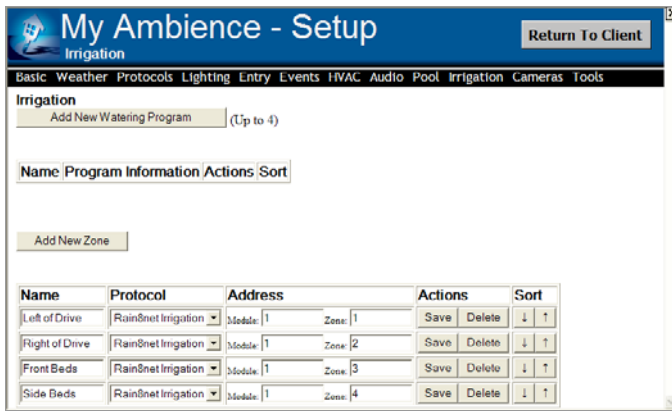 My Ambience - Setup
Irrigation
Return To Client
Basic Weather Protocols Lighting Entry Events HVAC Audio Pool Irrigation Cameras Tools
Irrigation
Add New Watering Program (Up to 4)
Name Program Information Actions Sort
Add New Zone
Name Protocol Address Actions Sort
Left of Drive Rain8net Irrigation Module: 1 Zone: 1 Save Delete ↓ ↑
Right of Drive Rain8net Irrigation Module: 1 Zone: 2 Save Delete ↓ ↑
Front Beds Rain8net Irrigation Module: 1 Zone: 3 Save Delete ↓ ↑
Side Beds Rain8net Irrigation Module: 1 Zone: 4 Save Delete ↓ ↑